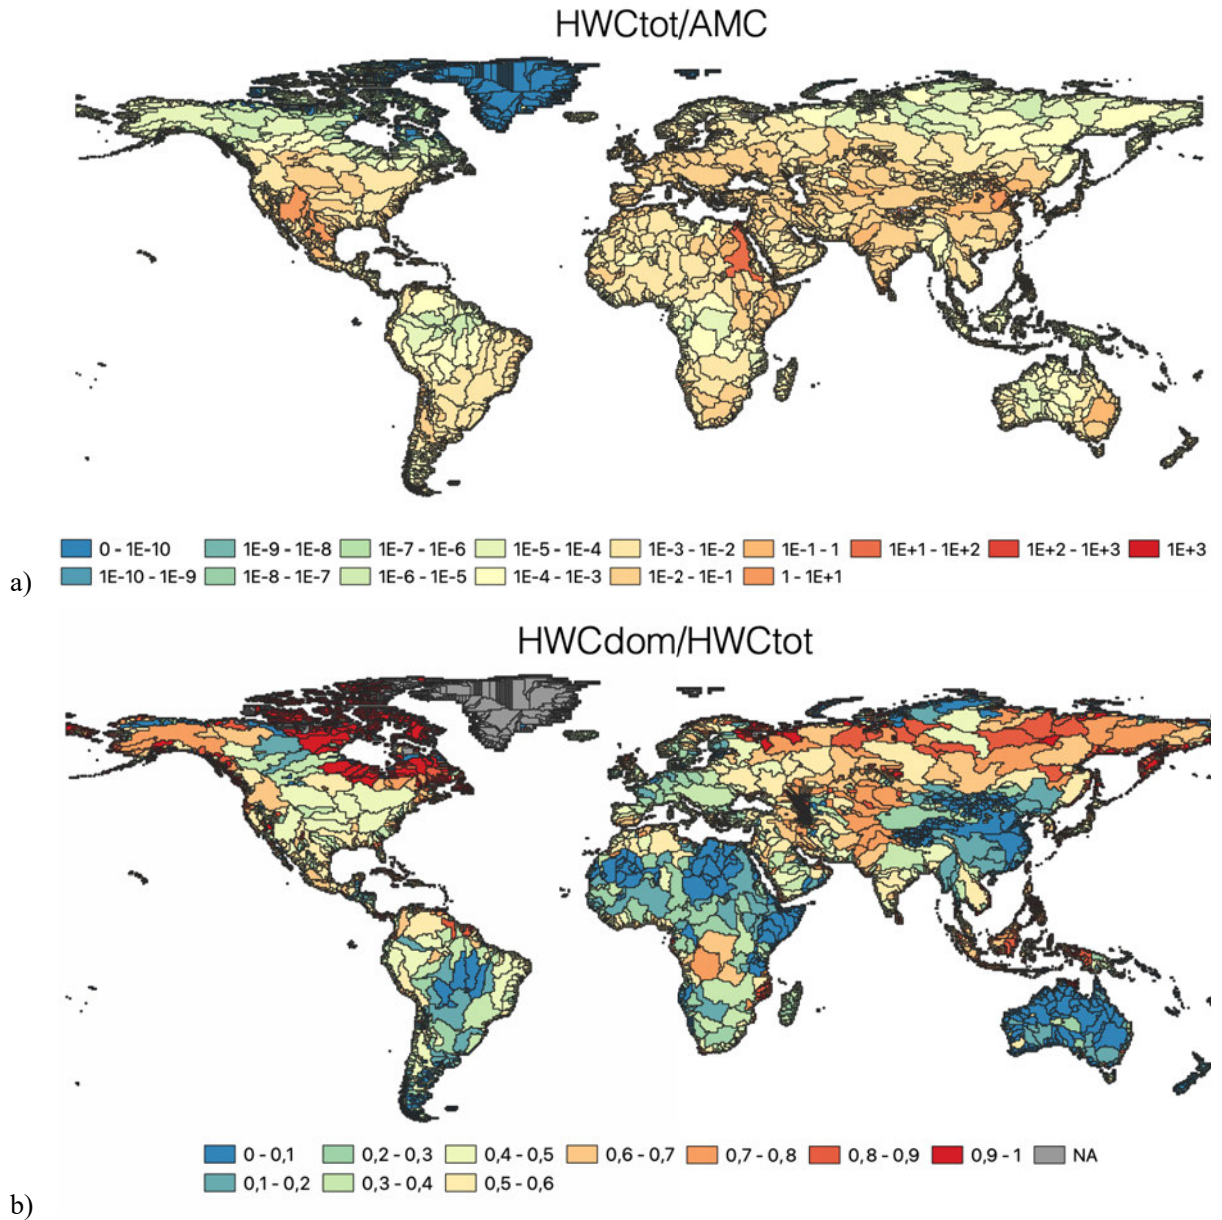 HWCtot/AMC
0 - 1E-10 1E-9 - 1E-8 1E-7 - 1E-6 1E-5 - 1E-4 1E-3 - 1E-2 1E-1 - 1 1E+1 - 1E+2 1E+2 - 1E+3 1E+3
1E-10 - 1E-9 1E-8 - 1E-7 1E-6 - 1E-5 1E-4 - 1E-3 1E-2 - 1E-1 1 - 1E+1
a)
HWCdom/HWCtot
0 - 0,1 0,2 - 0,3 0,4 - 0,5 0,6 - 0,7 0,7 - 0,8 0,8 - 0,9 0,9 - 1 NA
0,1 - 0,2 0,3 - 0,4 0,5 - 0,6
b)